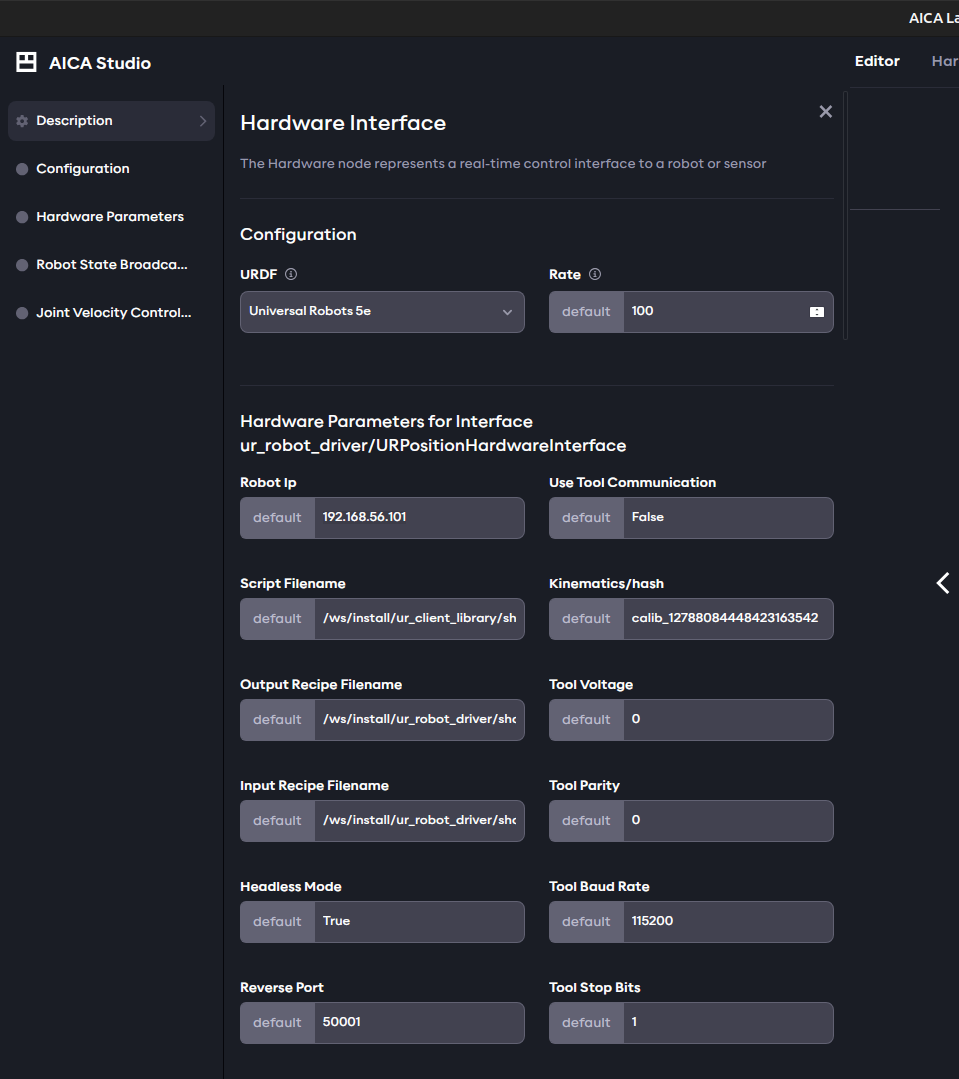 AICA La
AICA Studio
Editor
Har
Description
Configuration
Hardware Parameters
Robot State Broadca...
Joint Velocity Control...
Hardware Interface
The Hardware node represents a real-time control interface to a robot or sensor
Configuration
URDF
Rate
Universal Robots 5e
default 100
Hardware Parameters for Interface
ur_robot_driver/URPositionHardwareInterface
Robot Ip
Use Tool Communication
default 192.168.56.101
default False
Script Filename
Kinematics/hash
default /ws/install/ur_client_library/sh
default calib_12788084448423163542
Output Recipe Filename
Tool Voltage
default /ws/install/ur_robot_driver/sha
default 0
Input Recipe Filename
Tool Parity
default /ws/install/ur_robot_driver/sha
default 0
Headless Mode
Tool Baud Rate
default True
default 115200
Reverse Port
Tool Stop Bits
default 50001
default 1